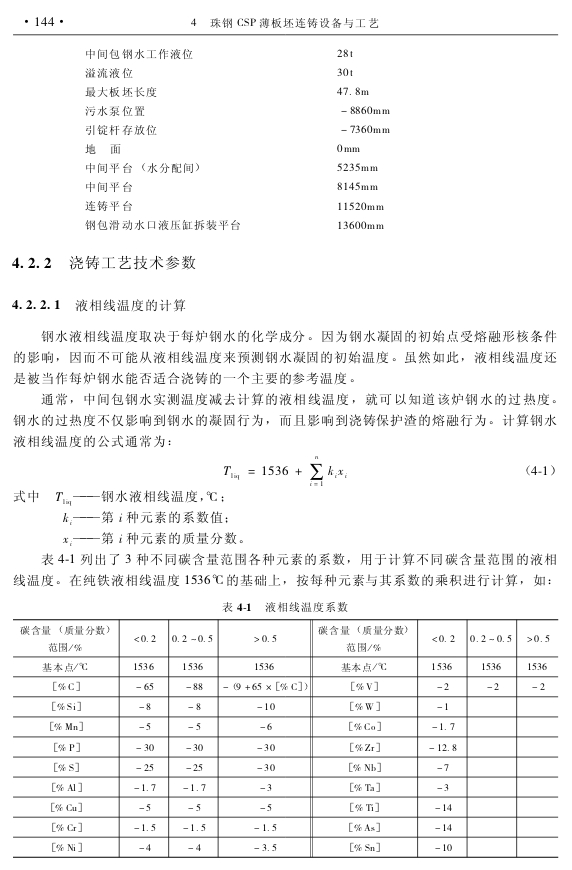 · 144 ·	4 珠钢 CSP 薄板坯连铸设备与工艺
中间包钢水工作液位	28t
溢流液位	30t
最大板坯长度	47.8m
污水泵位置	－8860mm
引锭杆存放位	－7360mm
地 面	0mm
中间平台（水分配间）	5235mm
中间平台	8145mm
连铸平台	11520mm
钢包滑动水口液压缸拆装平台	13600mm
4.2.2 浇铸工艺技术参数
4.2.2.1 液相线温度的计算
钢水液相线温度取决于每炉钢水的化学成分。因为钢水凝固的初始点受熔融形核条件
的影响，因而不可能从液相线温度来预测钢水凝固的初始温度。虽然如此，液相线温度还
是被当作每炉钢水能否适合浇铸的一个主要的参考温度。
通常，中间包钢水实测温度减去计算的液相线温度，就可以知道该炉钢水的过热度。
钢水的过热度不仅影响到钢水的凝固行为，而且影响到浇铸保护渣的熔融行为。计算钢水
液相线温度的公式通常为：
T_liq = 1536 + ∑_{i=1}^{n} k_i x_i	（4-1）
式中 T_liq——钢水液相线温度，℃；
k_i——第 i 种元素的系数值；
x_i——第 i 种元素的质量分数。
表 4-1 列出了 3 种不同碳含量范围各种元素的系数，用于计算不同碳含量范围的液相
线温度。在纯铁液相线温度 1536℃的基础上，按每种元素与其系数的乘积进行计算，如：
表 4-1 液相线温度系数
碳含量（质量分数）范围/%	<0.2	0.2－0.5	>0.5	碳含量（质量分数）范围/%	<0.2	0.2－0.5	>0.5
基本点/℃	1536	1536	1536	基本点/℃	1536	1536	1536
［% C］	－65	－88	－(9＋65×［% C］)	［% V］	－2	－2	－2
［% Si］	－8	－8	－10	［% W］	－1
［% Mn］	－5	－5	－6	［% Co］	－1.7
［% P］	－30	－30	－30	［% Zr］	－12.8
［% S］	－25	－25	－30	［% Nb］	－7
［% Al］	－1.7	－1.7	－3	［% Ta］	－3
［% Cu］	－5	－5	－5	［% Ti］	－14
［% Cr］	－1.5	－1.5	－1.5	［% As］	－14
［% Ni］	－4	－4	－3.5	［% Sn］	－10